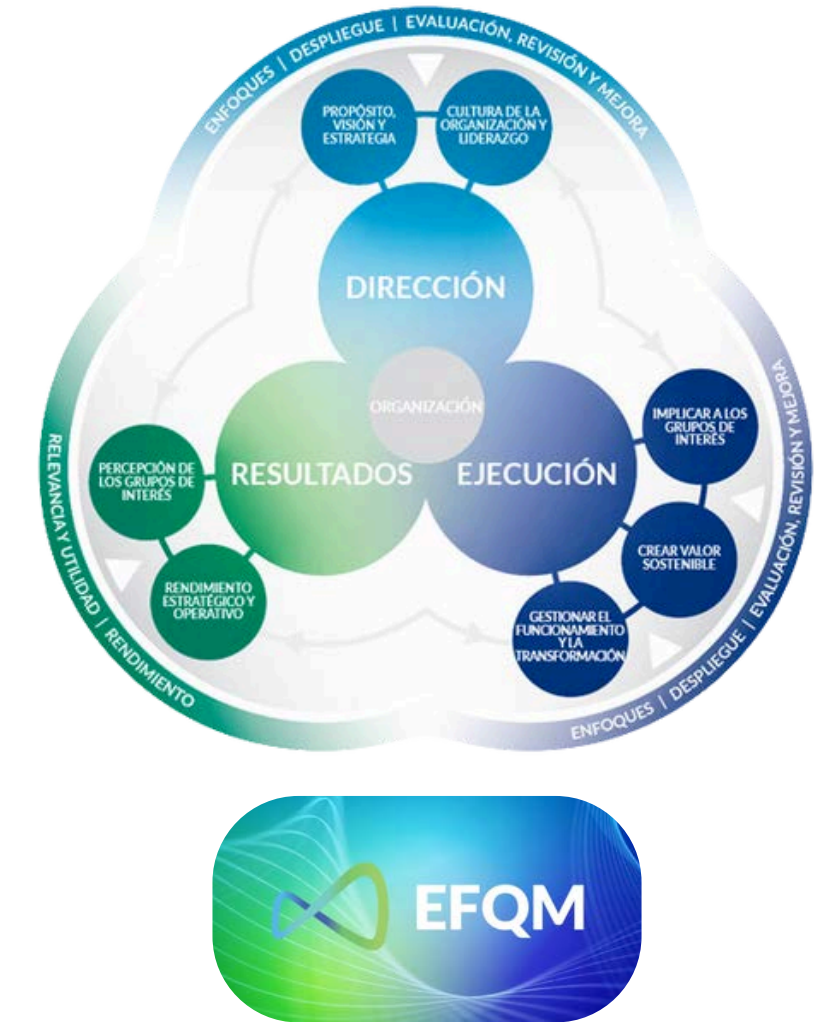 ENFOQUES | DESPLIEGUE | EVALUACIÓN, REVISIÓN Y MEJORA
PROPÓSITO,
VISIÓN Y
ESTRATEGIA
CULTURA DE LA
ORGANIZACIÓN Y
LIDERAZGO
DIRECCIÓN
ORGANIZACIÓN
RESULTADOS
EJECUCIÓN
PERCEPCIÓN DE
LOS GRUPOS DE
INTERÉS
RENDIMIENTO
ESTRATÉGICO Y
OPERATIVO
IMPLICAR A LOS
GRUPOS DE
INTERÉS
CREAR VALOR
SOSTENIBLE
GESTIONAR EL
FUNCIONAMIENTO
Y LA
TRANSFORMACIÓN
RELEVANCIA Y UTILIDAD | RENDIMIENTO
ENFOQUES | DESPLIEGUE | EVALUACIÓN, REVISIÓN Y MEJORA
EFQM